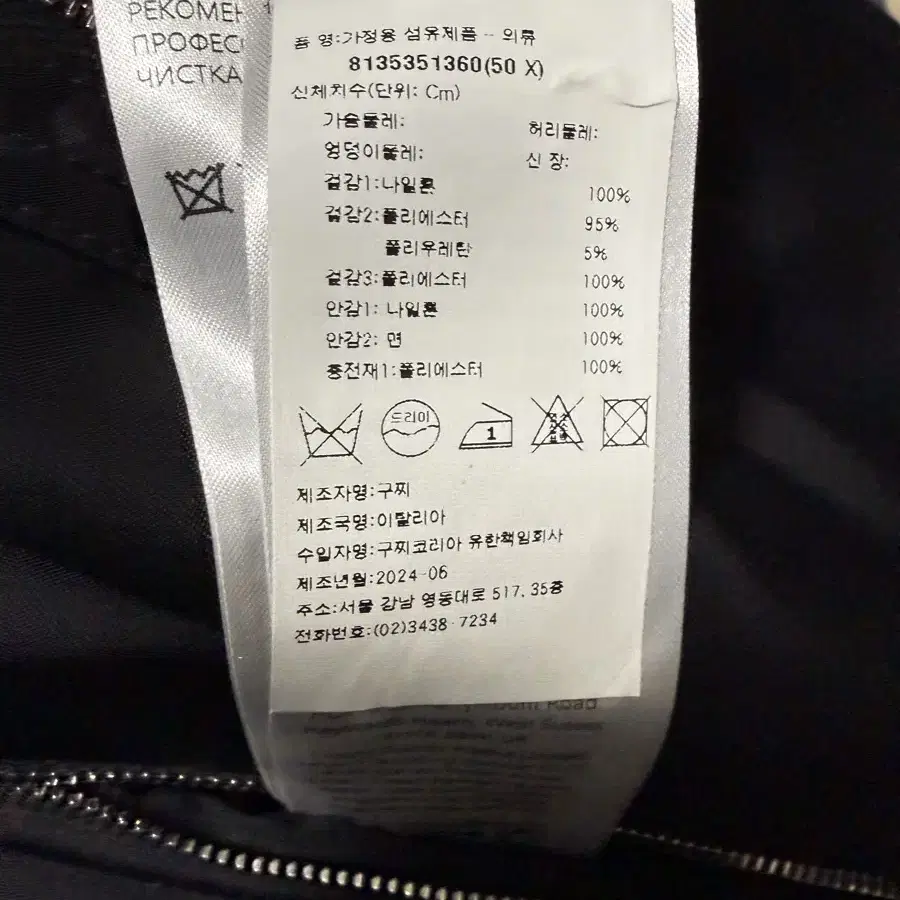 РЕКОМЕН
ПРОФЕС
ЧИСТКА
품 명:가정용 섬유제품 - 의류
8135351360(50 X)
신체치수(단위: Cm)
가슴둘레: 허리둘레:
엉덩이둘레: 신 장:
겉감1:나일론 100%
겉감2:폴리에스터 95%
폴리우레탄 5%
겉감3:폴리에스터 100%
안감1: 나일론 100%
안감2: 면 100%
충전재1:폴리에스터 100%
드라이
1
제조자명:구찌
제조국명:이탈리아
수입자명:구찌코리아 유한책임회사
제조년월:2024-06
주소:서울 강남 영동대로 517, 35층
전화번호:(02)3438-7234
Road